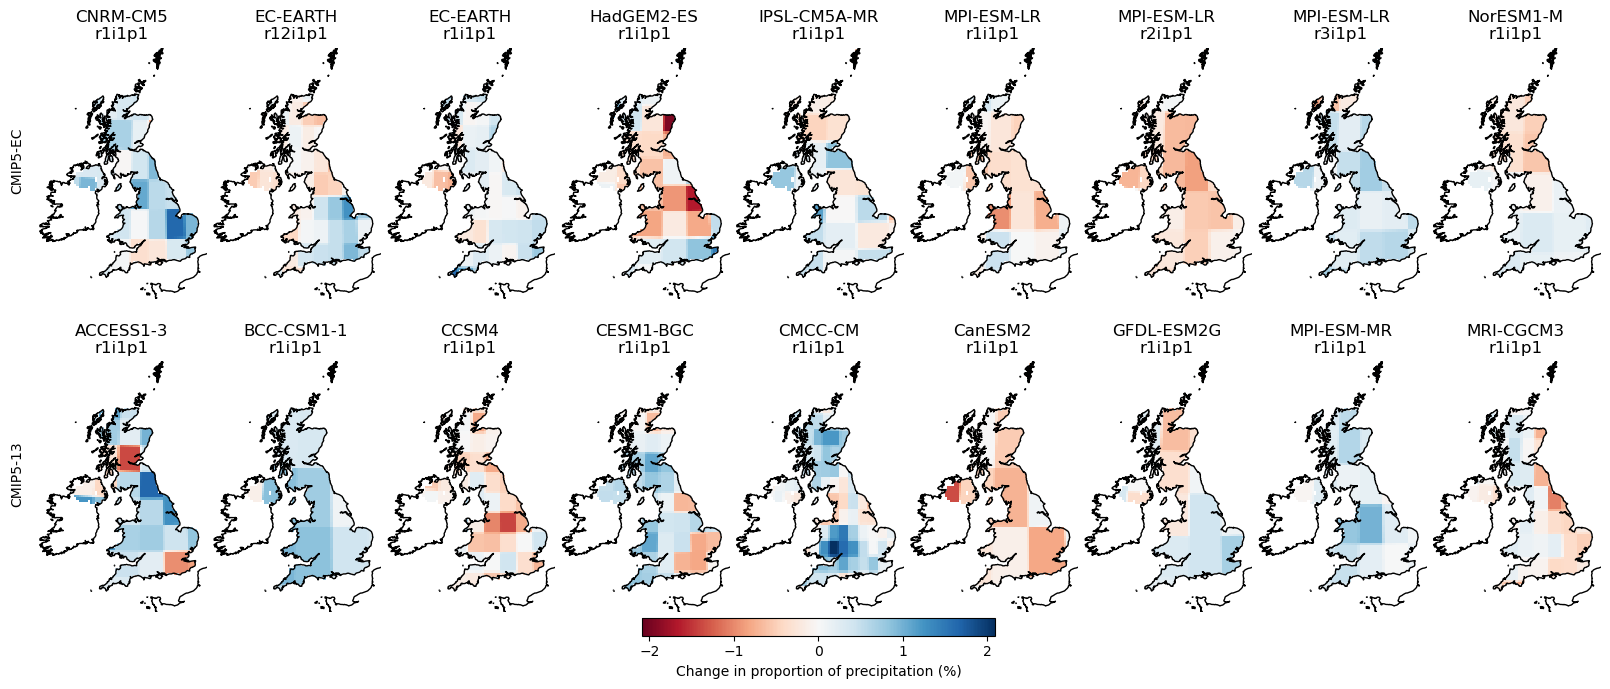 CNRM-CM5 EC-EARTH EC-EARTH HadGEM2-ES IPSL-CM5A-MR MPI-ESM-LR MPI-ESM-LR MPI-ESM-LR NorESM1-M
r1i1p1 r12i1p1 r1i1p1 r1i1p1 r1i1p1 r1i1p1 r2i1p1 r3i1p1 r1i1p1
CMIP5-EC
ACCESS1-3 BCC-CSM1-1 CCSM4 CESM1-BGC CMCC-CM CanESM2 GFDL-ESM2G MPI-ESM-MR MRI-CGCM3
r1i1p1 r1i1p1 r1i1p1 r1i1p1 r1i1p1 r1i1p1 r1i1p1 r1i1p1 r1i1p1
CMIP5-13
−2 −1 0 1 2
Change in proportion of precipitation (%)